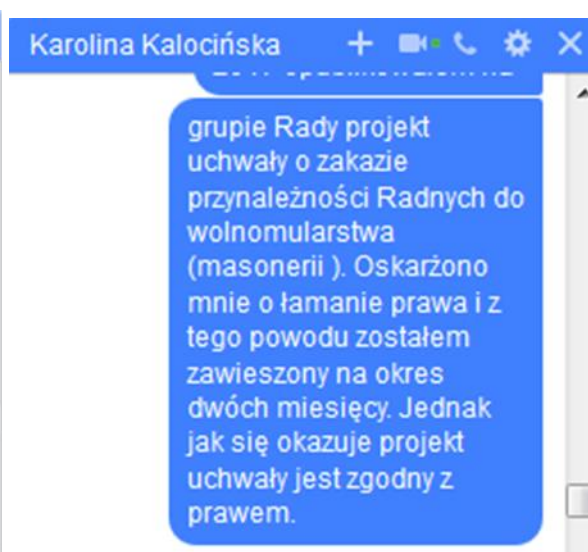 Karolina Kalocińska
grupie Rady projekt
uchwały o zakazie
przynależności Radnych do
wolnomularstwa
(masonerii ). Oskarżono
mnie o łamanie prawa i z
tego powodu zostałem
zawieszony na okres
dwóch miesięcy. Jednak
jak się okazuje projekt
uchwały jest zgodny z
prawem.